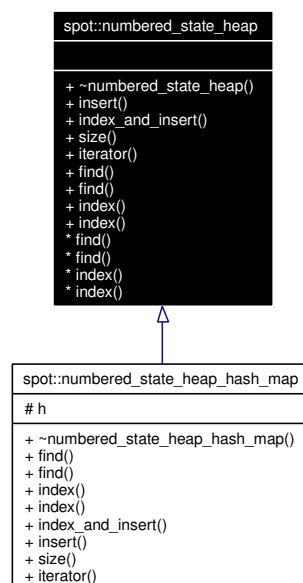 spot::numbered_state_heap
+ ~numbered_state_heap()
+ insert()
+ index_and_insert()
+ size()
+ iterator()
+ find()
+ find()
+ index()
+ index()
* find()
* find()
* index()
* index()
spot::numbered_state_heap_hash_map
# h
+ ~numbered_state_heap_hash_map()
+ find()
+ find()
+ index()
+ index()
+ index_and_insert()
+ insert()
+ size()
+ iterator()